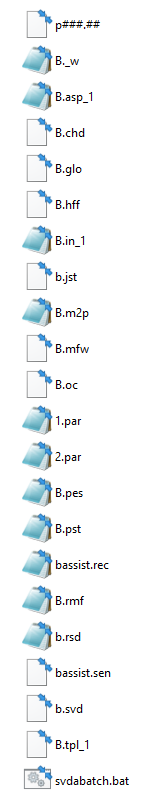 p###.##
B._w
B.asp_1
B.chd
B.glo
B.hff
B.in_1
b.jst
B.m2p
B.mfw
B.oc
1.par
2.par
B.pes
B.pst
bassist.rec
B.rmf
b.rsd
bassist.sen
b.svd
B.tpl_1
svdabatch.bat